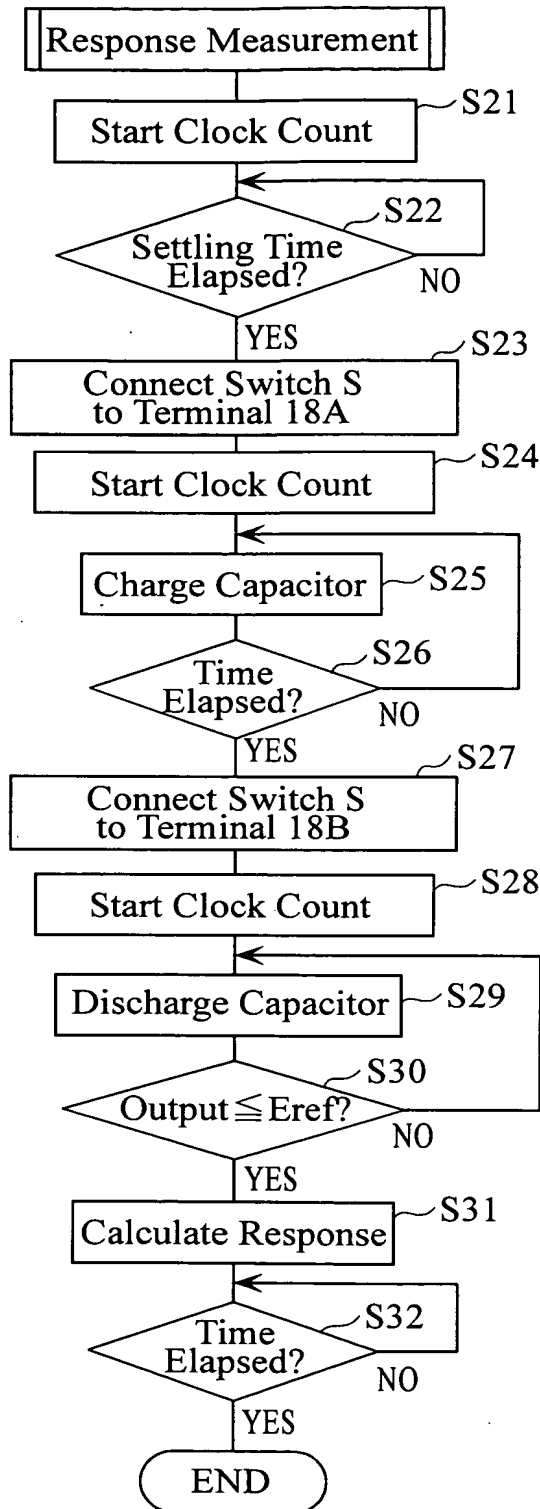 Response Measurement
S21
Start Clock Count
S22
Settling Time
Elapsed?
NO
YES
S23
Connect Switch S
to Terminal 18A
S24
Start Clock Count
Charge Capacitor
S25
S26
Time
Elapsed?
NO
YES
S27
Connect Switch S
to Terminal 18B
S28
Start Clock Count
Discharge Capacitor
S29
S30
Output≦Eref?
NO
YES
S31
Calculate Response
S32
Time
Elapsed?
NO
YES
END